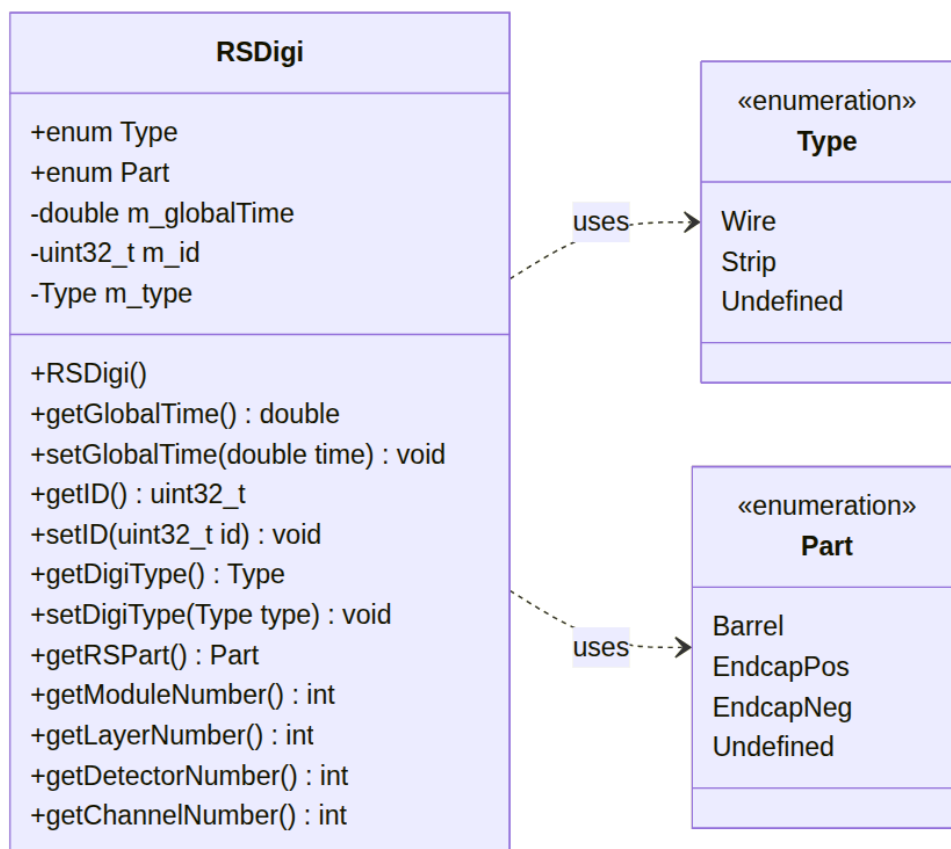 RSDigi
+enum Type
+enum Part
-double m_globalTime
-uint32_t m_id
-Type m_type
+RSDigi()
+getGlobalTime() : double
+setGlobalTime(double time) : void
+getID() : uint32_t
+setID(uint32_t id) : void
+getDigiType() : Type
+setDigiType(Type type) : void
+getRSPart() : Part
+getModuleNumber() : int
+getLayerNumber() : int
+getDetectorNumber() : int
+getChannelNumber() : int
uses
«enumeration»
Type
Wire
Strip
Undefined
uses
«enumeration»
Part
Barrel
EndcapPos
EndcapNeg
Undefined